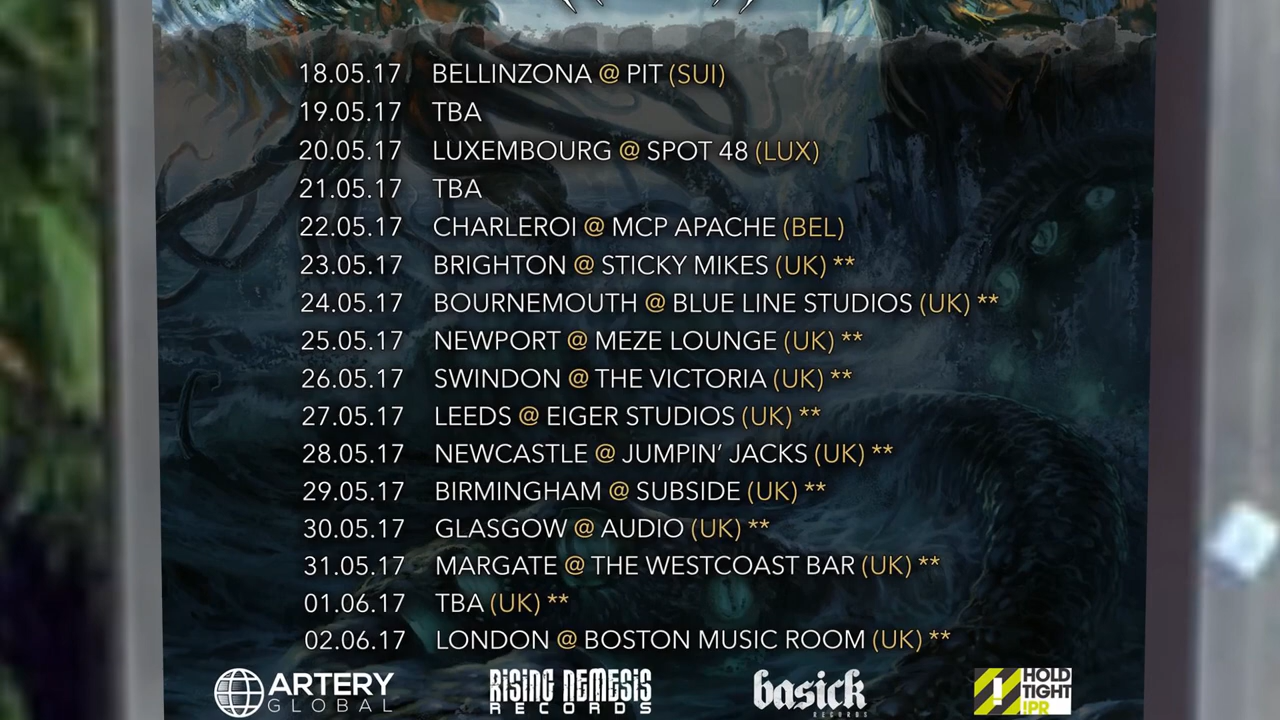 18.05.17 BELLINZONA @ PIT (SUI)
19.05.17 TBA
20.05.17 LUXEMBOURG @ SPOT 48 (LUX)
21.05.17 TBA
22.05.17 CHARLEROI @ MCP APACHE (BEL)
23.05.17 BRIGHTON @ STICKY MIKES (UK) **
24.05.17 BOURNEMOUTH @ BLUE LINE STUDIOS (UK) **
25.05.17 NEWPORT @ MEZE LOUNGE (UK) **
26.05.17 SWINDON @ THE VICTORIA (UK) **
27.05.17 LEEDS @ EIGER STUDIOS (UK) **
28.05.17 NEWCASTLE @ JUMPIN’ JACKS (UK) **
29.05.17 BIRMINGHAM @ SUBSIDE (UK) **
30.05.17 GLASGOW @ AUDIO (UK) **
31.05.17 MARGATE @ THE WESTCOAST BAR (UK) **
01.06.17 TBA (UK) **
02.06.17 LONDON @ BOSTON MUSIC ROOM (UK) **
ARTERY
GLOBAL
RISING NEMESIS
RECORDS
basick
RECORDS
HOLD
TIGHT
!PR